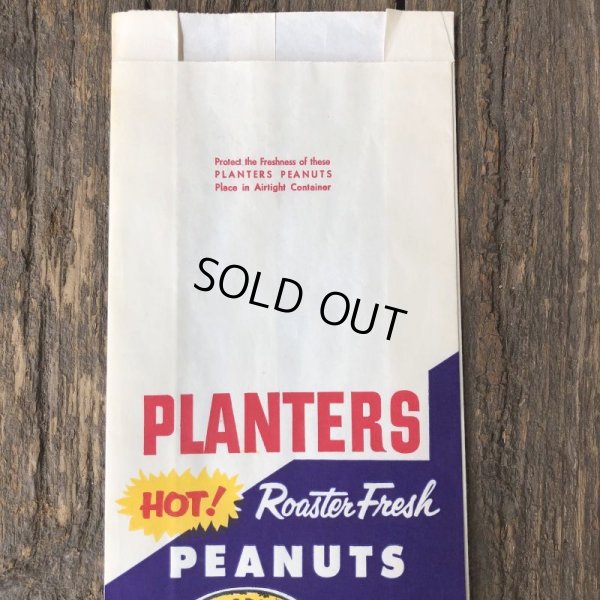 Protect the Freshness of these
PLANTERS PEANUTS
Place in Airtight Container
SOLD OUT
PLANTERS
HOT! Roaster Fresh
PEANUTS